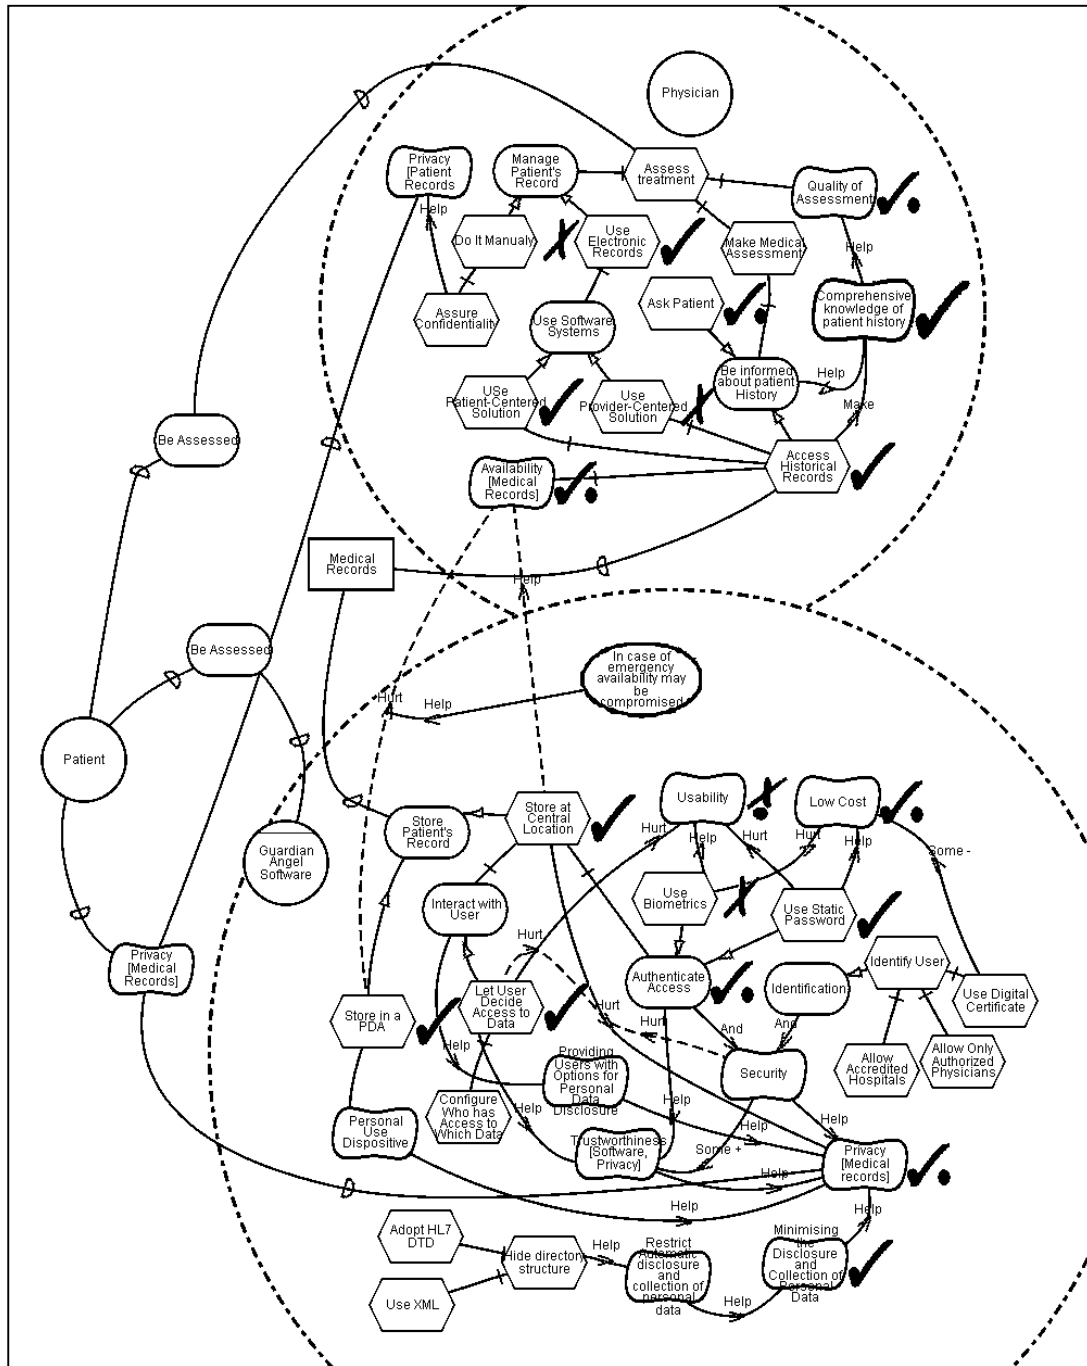 Physician
Privacy
[Patient
Records
Manage
Patient's
Record
Assess
treatment
Quality of
Assessment
Help
Do It Manualy
Use
Electronic
Records
Make Medical
Assessment
Help
Assure
Confidentiality
Ask Patient
Comprehensive
knowledge of
patient history
Use Software
Systems
Be informed
about patient
History
Help
USe
Patient-Centered
Solution
Use
Provider-Centered
Solution
Make
Be Assessed
Availability
[Medical
Records]
Access
Historical
Records
Medical
Records
Help
Be Assessed
In case of
emergency
availability may
be
compromised
Hurt
Help
Patient
Guardian
Angel
Software
Store
Patient's
Record
Store at
Central
Location
Usability
Low Cost
Hurt
Help
Hurt
Hurt
Help
Some -
Interact with
User
Use
Biometrics
Use Static
Password
Hurt
Privacy
[Medical
Records]
Store in a
PDA
Let User
Decide
Access to
Data
Authenticate
Access
Identification
Identify User
Use Digital
Certificate
Hurt
Hurt
And
And
Help
Providing
Users with
Options for
Personal Data
Disclosure
Security
Allow
Accredited
Hospitals
Allow Only
Authorized
Physicians
Personal
Use
Dispositive
Configure
Who has
Access to
Which Data
Help
Help
Help
Help
Trustworthiness
[Software,
Privacy]
Some +
Help
Privacy
[Medical
records]
Help
Help
Adopt HL7
DTD
Hide directory
structure
Help
Restrict
Automatic
disclosure
and
collection of
personal
data
Minimising
the
Disclosure
and
Collection of
Personal
Data
Help
Use XML
Help